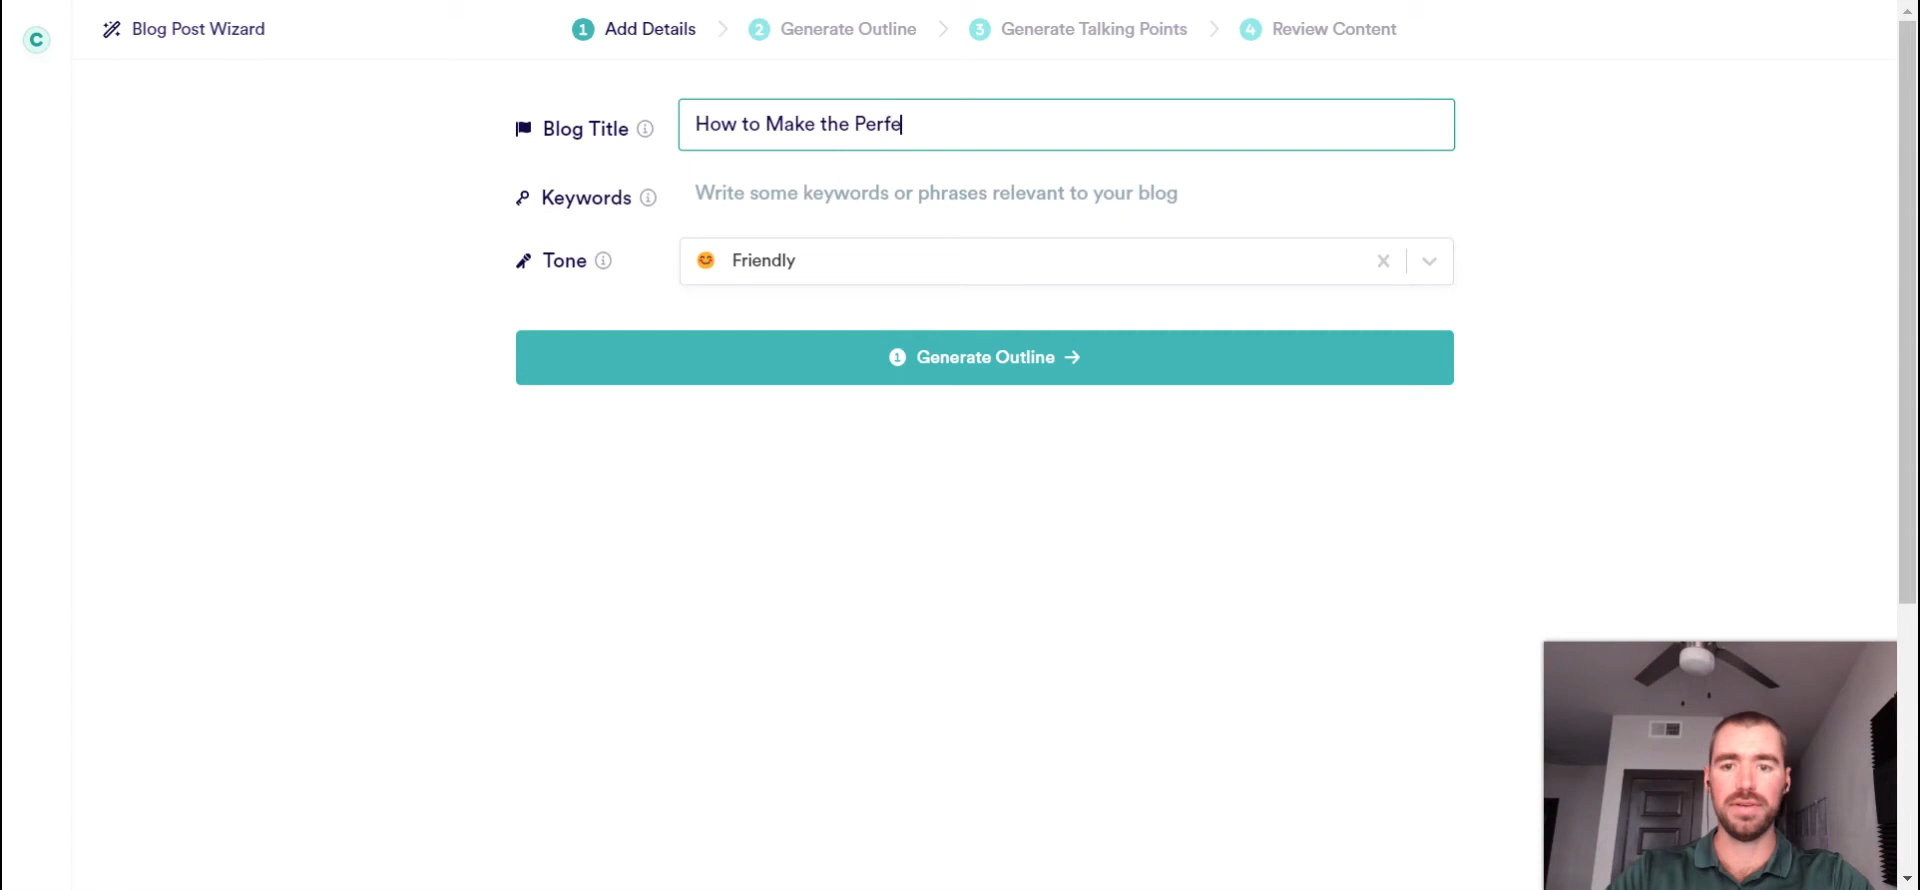 C
Blog Post Wizard
1 Add Details
2 Generate Outline
3 Generate Talking Points
4 Review Content
Blog Title
How to Make the Perfe
Keywords
Write some keywords or phrases relevant to your blog
Tone
Friendly
1 Generate Outline →